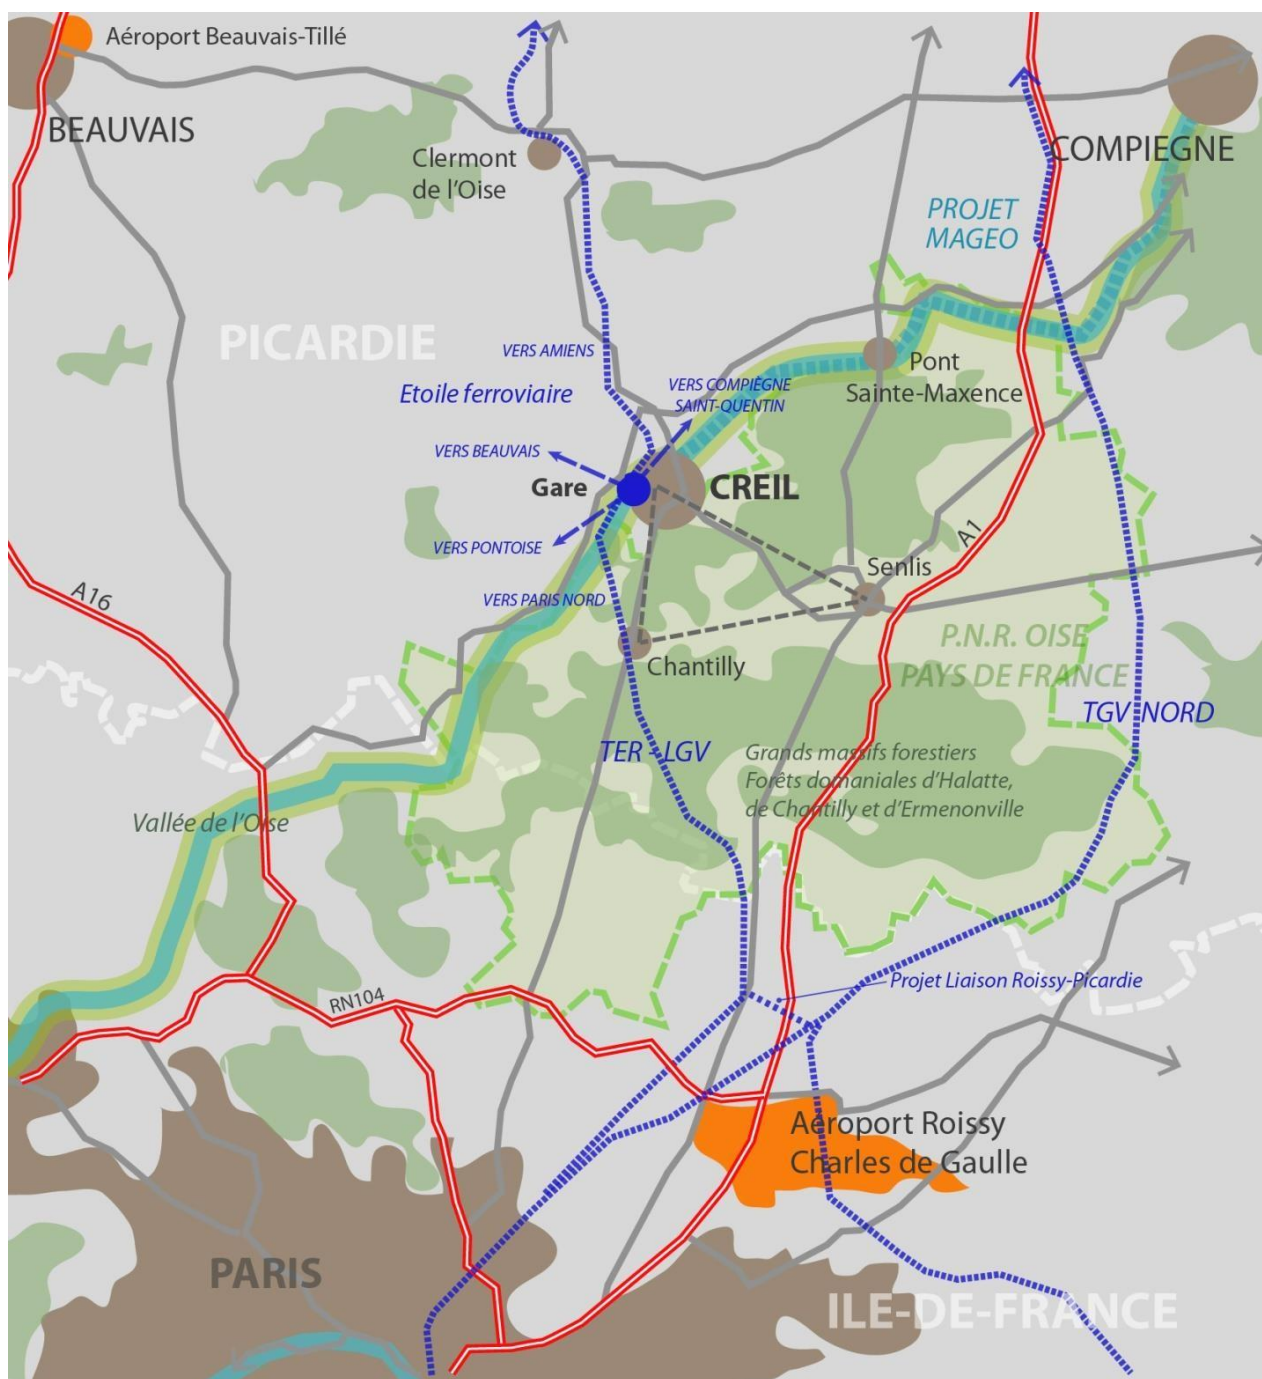 Aéroport Beauvais-Tillé
BEAUVAIS
Clermont
de l'Oise
COMPIEGNE
PROJET
MAGEO
PICARDIE
VERS AMIENS
Etoile ferroviaire
VERS COMPIÈGNE
SAINT-QUENTIN
Pont
Sainte-Maxence
VERS BEAUVAIS
Gare
CREIL
VERS PONTOISE
A1
Senlis
A16
VERS PARIS NORD
P.N.R. OISE
PAYS DE FRANCE
Chantilly
TGV NORD
TER - LGV
Grands massifs forestiers
Forêts domaniales d'Halatte,
de Chantilly et d'Ermenonville
Vallée de l'Oise
Projet Liaison Roissy-Picardie
RN104
Aéroport Roissy
Charles de Gaulle
PARIS
ILE-DE-FRANCE